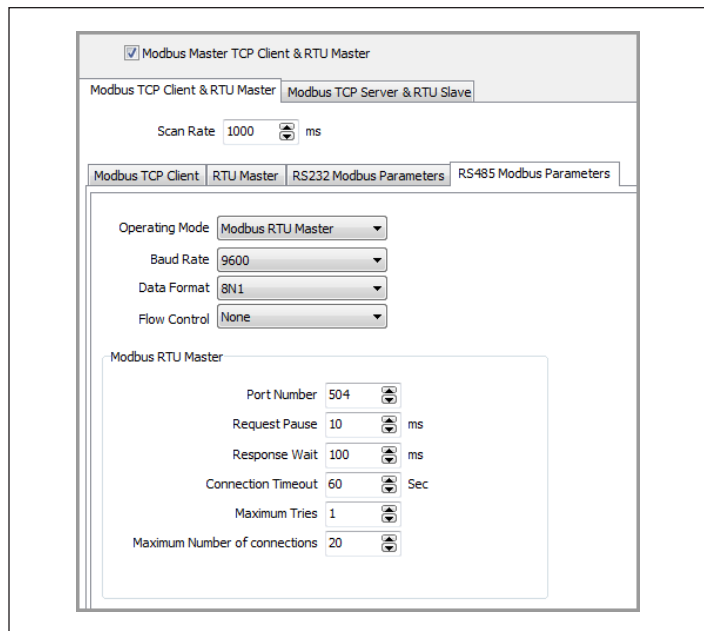 Modbus Master TCP Client & RTU Master
Modbus TCP Client & RTU Master Modbus TCP Server & RTU Slave
Scan Rate 1000 ms
Modbus TCP Client RTU Master RS232 Modbus Parameters RS485 Modbus Parameters
Operating Mode Modbus RTU Master
Baud Rate 9600
Data Format 8N1
Flow Control None
Modbus RTU Master
Port Number 504
Request Pause 10 ms
Response Wait 100 ms
Connection Timeout 60 Sec
Maximum Tries 1
Maximum Number of connections 20